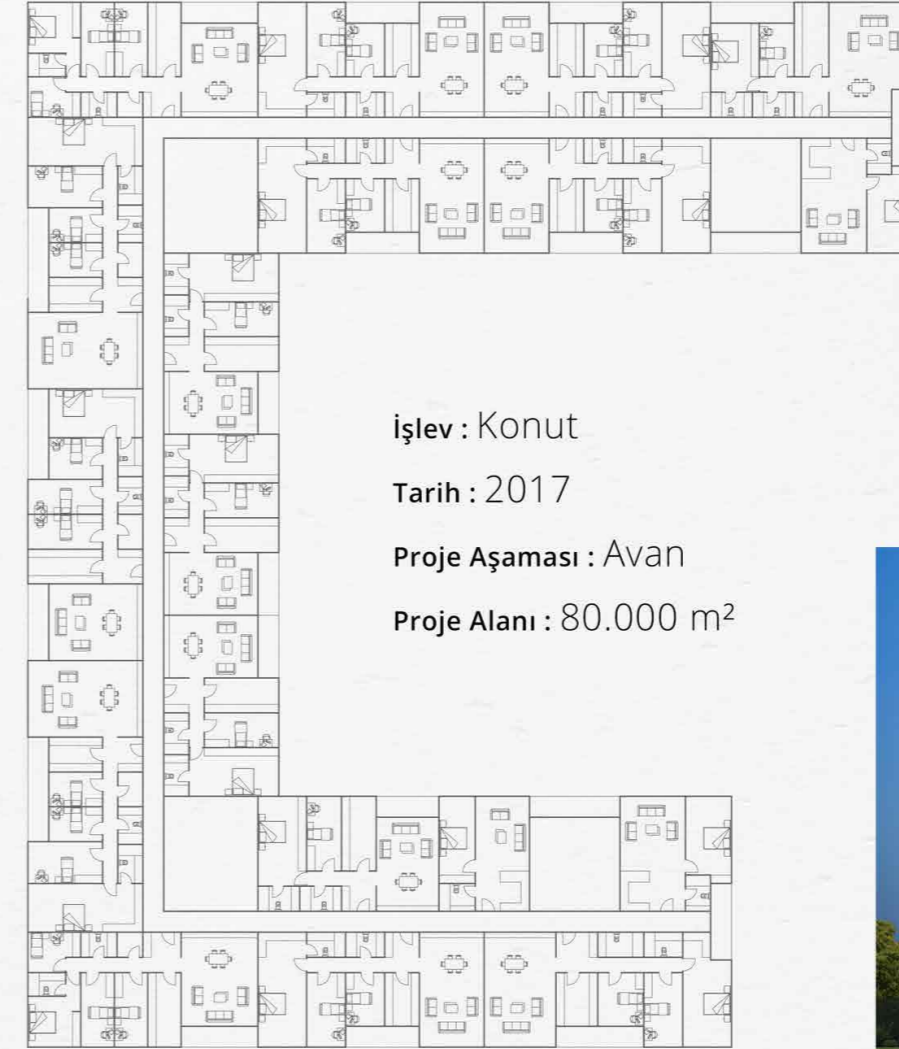 İşlev : Konut
Tarih : 2017
Proje Aşaması : Avan
Proje Alanı : 80.000 m²